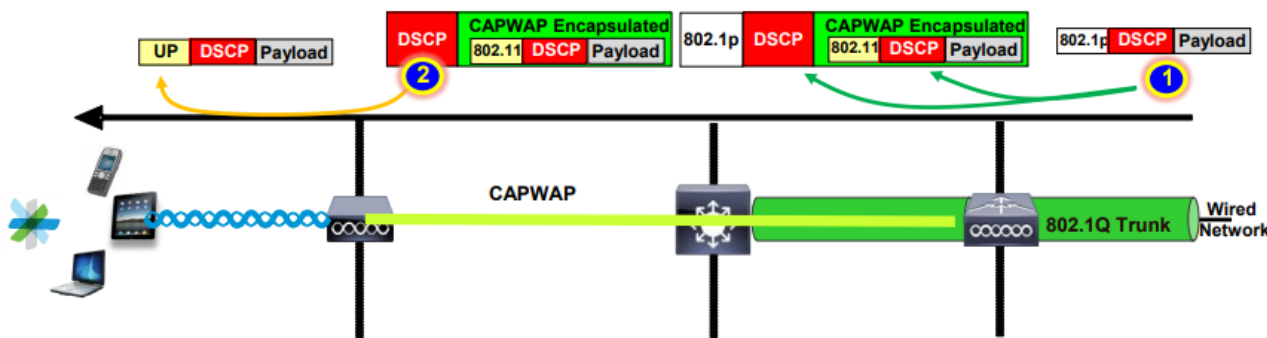 UP DSCP Payload
DSCP
CAPWAP Encapsulated
802.11 DSCP Payload
2
802.1p DSCP
CAPWAP Encapsulated
802.11 DSCP Payload
802.1p DSCP Payload
1
CAPWAP
802.1Q Trunk
Wired
Network